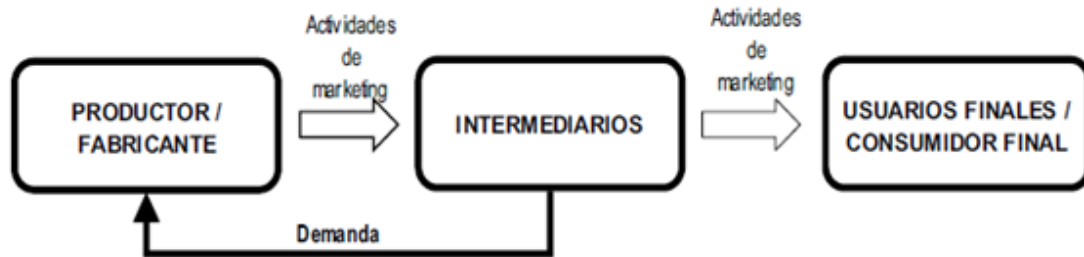 Actividades
de
marketing
Actividades
de
marketing
PRODUCTOR /
FABRICANTE
INTERMEDIARIOS
USUARIOS FINALES /
CONSUMIDOR FINAL
Demanda